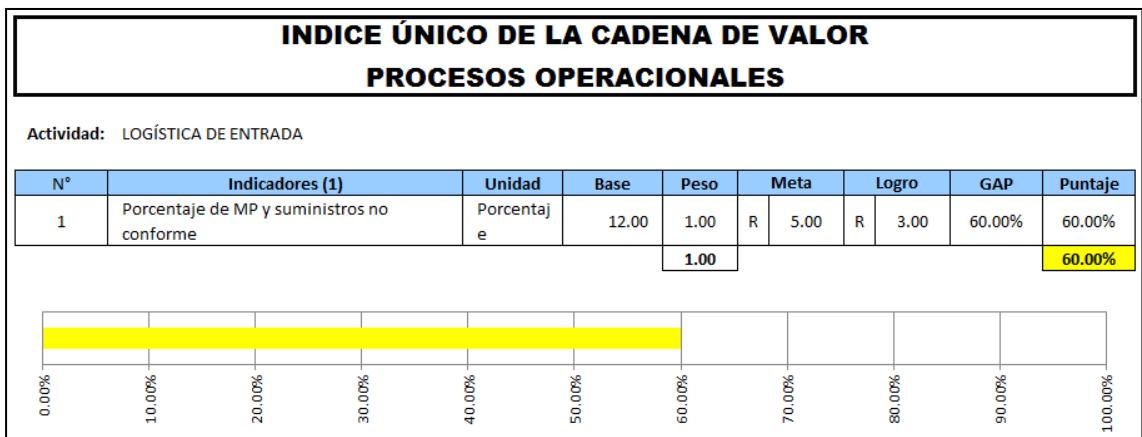 INDICE ÚNICO DE LA CADENA DE VALOR
PROCESOS OPERACIONALES
Actividad: LOGÍSTICA DE ENTRADA
N° Indicadores (1) Unidad Base Peso Meta Logro GAP Puntaje
1 Porcentaje de MP y suministros no conforme Porcentaj e 12.00 1.00 R 5.00 R 3.00 60.00% 60.00%
1.00 60.00%
0.00% 10.00% 20.00% 30.00% 40.00% 50.00% 60.00% 70.00% 80.00% 90.00% 100.00%